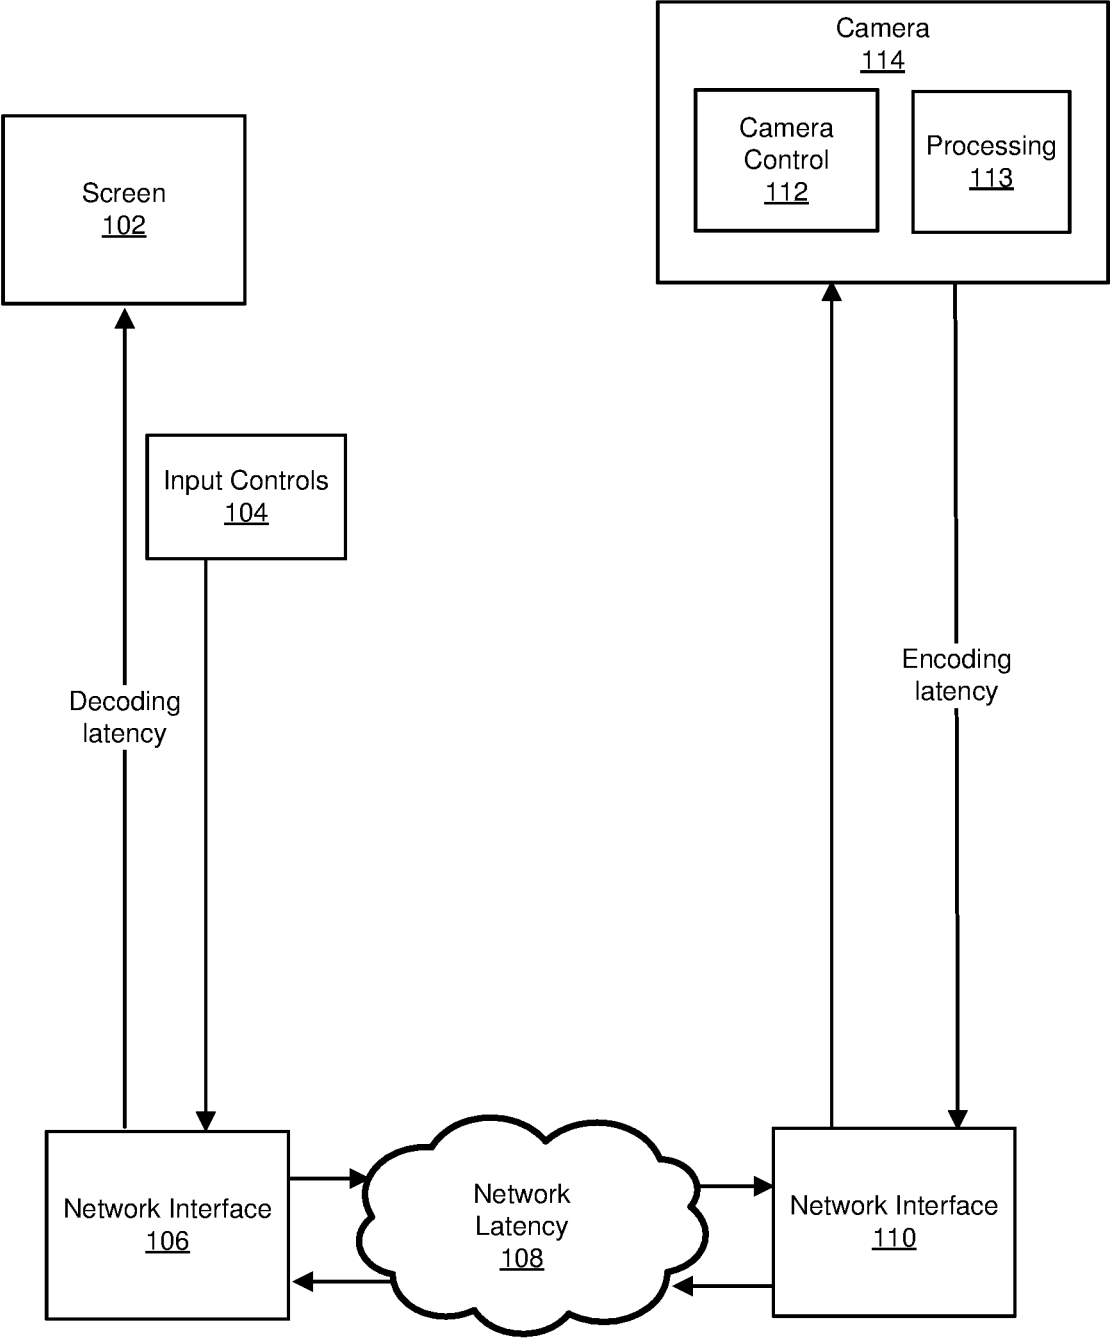 Camera
114
Camera
Control
112
Processing
113
Screen
102
Input Controls
104
Decoding
latency
Encoding
latency
Network Interface
106
Network
Latency
108
Network Interface
110